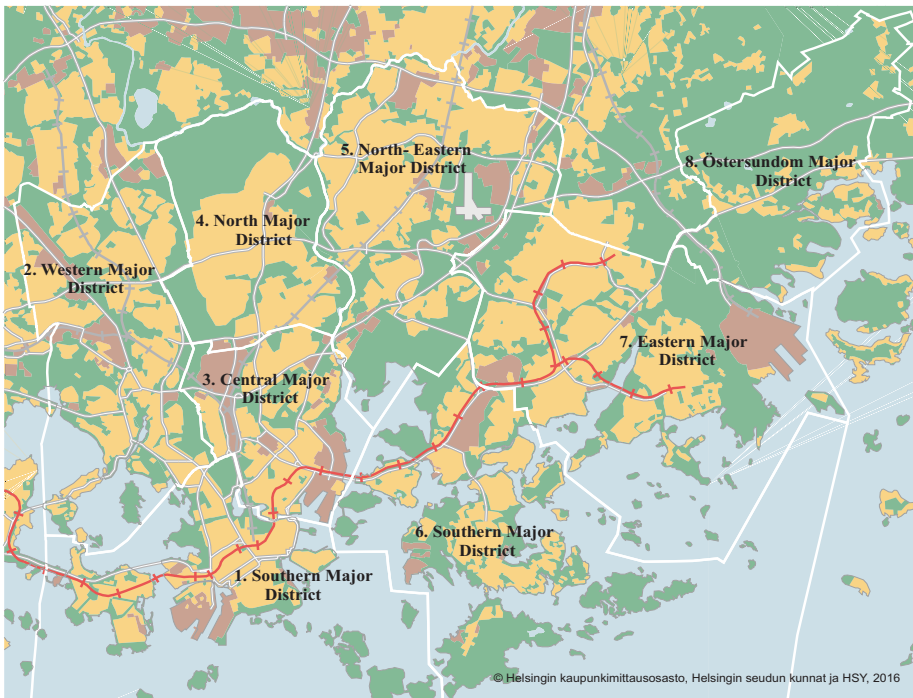 5. North- Eastern
Major District
8. Östersundom Major
District
4. North Major
District
2. Western Major
District
7. Eastern Major
District
3. Central Major
District
6. Southern Major
District
1. Southern Major
District
© Helsingin kaupunkimittausosasto, Helsingin seudun kunnat ja HSY, 2016